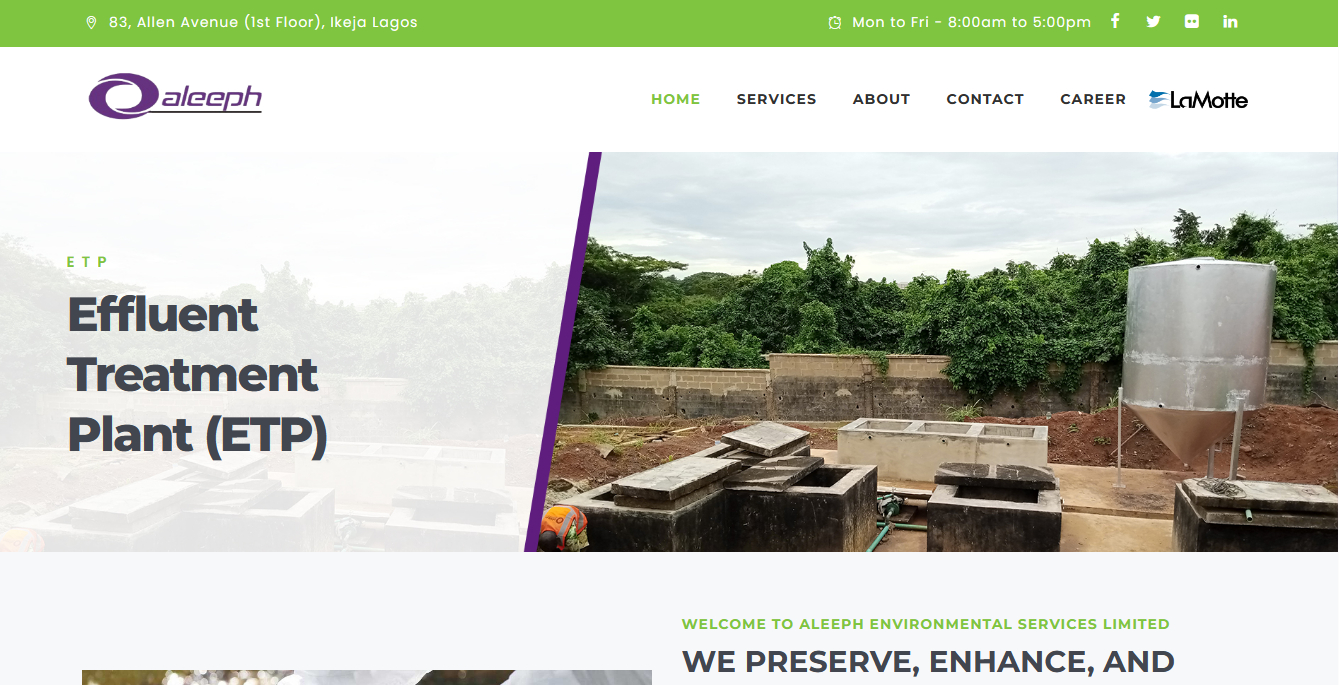 83, Allen Avenue (1st Floor), Ikeja Lagos
Mon to Fri - 8:00am to 5:00pm
aleeph
HOME SERVICES ABOUT CONTACT CAREER LaMotte
ETP
Effluent
Treatment
Plant (ETP)
WELCOME TO ALEEPH ENVIRONMENTAL SERVICES LIMITED
WE PRESERVE, ENHANCE, AND